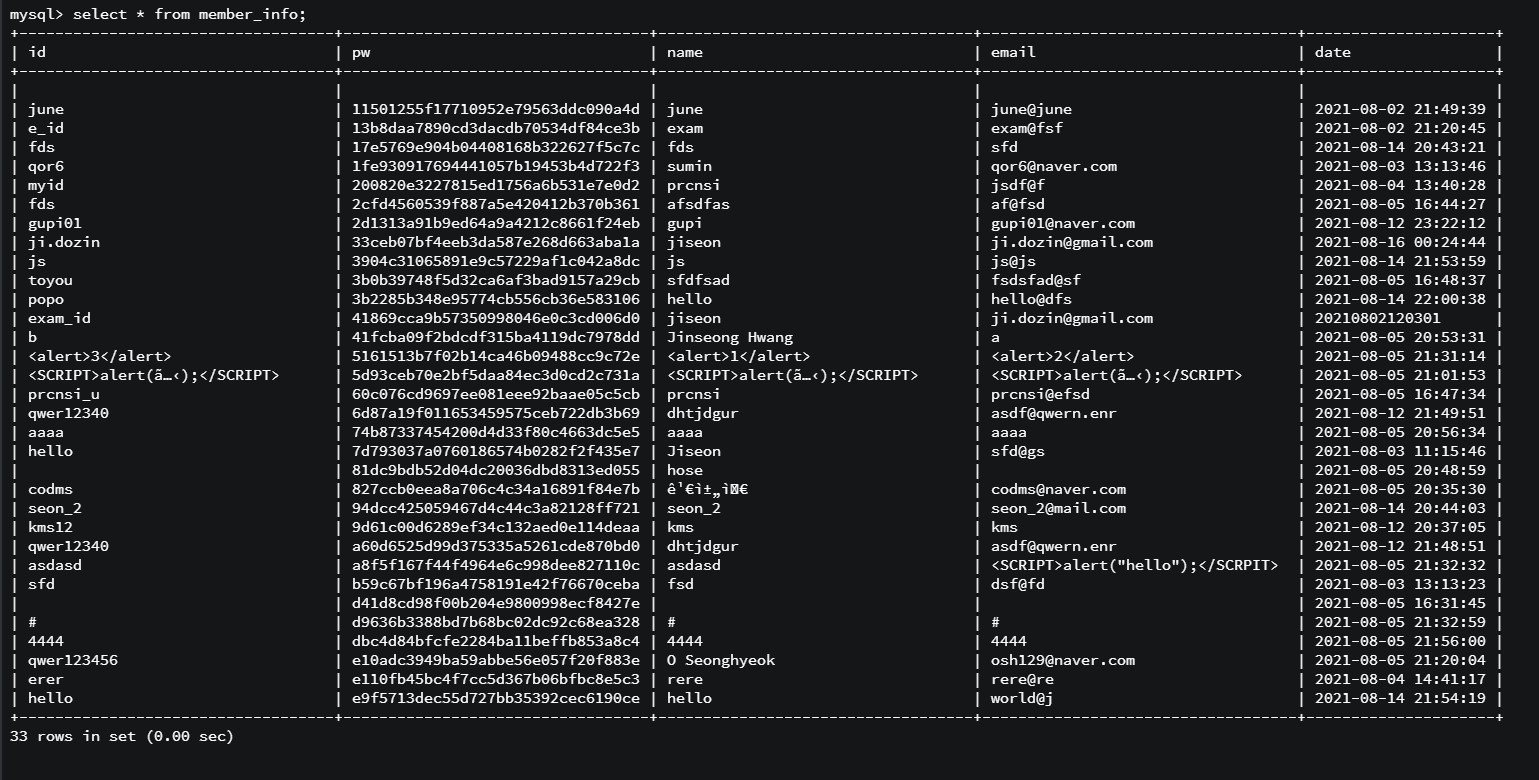 mysql> select * from member_info;
+-----------------------------------+----------------------------------+-----------------------------------+-----------------------------------+---------------------+
| id | pw | name | email | date |
+-----------------------------------+----------------------------------+-----------------------------------+-----------------------------------+---------------------+
| | | | | |
| june | 11501255f17710952e79563ddc090a4d | june | june@june | 2021-08-02 21:49:39 |
| e_id | 13b8daa7890cd3dacdb70534df84ce3b | exam | exam@fsf | 2021-08-02 21:20:45 |
| fds | 17e5769e904b04408168b322627f5c7c | fds | sfd | 2021-08-14 20:43:21 |
| qor6 | 1fe930917694441057b19453b4d722f3 | sumin | qor6@naver.com | 2021-08-03 13:13:46 |
| myid | 200820e3227815ed1756a6b531e7e0d2 | prcnsi | jsdf@f | 2021-08-04 13:40:28 |
| fds | 2cfd4560539f887a5e420412b370b361 | afsdfas | af@fsd | 2021-08-05 16:44:27 |
| gupi01 | 2d1313a91b9ed64a9a4212c8661f24eb | gupi | gupi01@naver.com | 2021-08-12 23:22:12 |
| ji.dozin | 33ceb07bf4eeb3da587e268d663aba1a | jiseon | ji.dozin@gmail.com | 2021-08-16 00:24:44 |
| js | 3904c31065891e9c57229af1c042a8dc | js | js@js | 2021-08-14 21:53:59 |
| toyou | 3b0b39748f5d32ca6af3bad9157a29cb | sfdfsad | fsdsfad@sf | 2021-08-05 16:48:37 |
| popo | 3b2285b348e95774cb556cb36e583106 | hello | hello@dfs | 2021-08-14 22:00:38 |
| exam_id | 41869cca9b57350998046e0c3cd006d0 | jiseon | ji.dozin@gmail.com | 20210802120301 |
| b | 41fcba09f2bdcdf315ba4119dc7978dd | Jinseong Hwang | a | 2021-08-05 20:53:31 |
| <alert>3</alert> | 5161513b7f02b14ca46b09488cc9c72e | <alert>1</alert> | <alert>2</alert> | 2021-08-05 21:31:14 |
| <SCRIPT>alert(ã…‹);</SCRIPT> | 5d93ceb70e2bf5daa84ec3d0cd2c731a | <SCRIPT>alert(ã…‹);</SCRIPT> | <SCRIPT>alert(ã…‹);</SCRIPT> | 2021-08-05 21:01:53 |
| prcnsi_u | 60c076cd9697ee081eee92baae05c5cb | prcnsi | prcnsi@efsd | 2021-08-05 16:47:34 |
| qwer12340 | 6d87a19f011653459575ceb722db3b69 | dhtjdgur | asdf@qwern.enr | 2021-08-12 21:49:51 |
| aaaa | 74b87337454200d4d33f80c4663dc5e5 | aaaa | aaaa | 2021-08-05 20:56:34 |
| hello | 7d793037a0760186574b0282f2f435e7 | Jiseon | sfd@gs | 2021-08-03 11:15:46 |
| | 81dc9bdb52d04dc20036dbd8313ed055 | hose | | 2021-08-05 20:48:59 |
| codms | 827ccb0eea8a706c4c34a16891f84e7b | | codms@naver.com | 2021-08-05 20:35:30 |
| seon_2 | 94dcc425059467d4c44c3a82128ff721 | seon_2 | seon_2@mail.com | 2021-08-14 20:44:03 |
| kms12 | 9d61c00d6289ef34c132aed0e114deaa | kms | kms | 2021-08-12 20:37:05 |
| qwer12340 | a60d6525d99d375335a5261cde870bd0 | dhtjdgur | asdf@qwern.enr | 2021-08-12 21:48:51 |
| asdasd | a8f5f167f44f4964e6c998dee827110c | asdasd | <SCRIPT>alert("hello");</SCRPIT> | 2021-08-05 21:32:32 |
| sfd | b59c67bf196a4758191e42f76670ceba | fsd | dsf@fd | 2021-08-03 13:13:23 |
| | d41d8cd98f00b204e9800998ecf8427e | | | 2021-08-05 16:31:45 |
| # | d9636b3388bd7b68bc02dc92c68ea328 | # | # | 2021-08-05 21:32:59 |
| 4444 | dbc4d84bfcfe2284ba11beffb853a8c4 | 4444 | 4444 | 2021-08-05 21:56:00 |
| qwer123456 | e10adc3949ba59abbe56e057f20f883e | O Seonghyeok | osh129@naver.com | 2021-08-05 21:20:04 |
| erer | e110fb45bc4f7cc5d367b06bfbc8e5c3 | rere | rere@re | 2021-08-04 14:41:17 |
| hello | e9f5713dec55d727bb35392cec6190ce | hello | world@j | 2021-08-14 21:54:19 |
+-----------------------------------+----------------------------------+-----------------------------------+-----------------------------------+---------------------+
33 rows in set (0.00 sec)